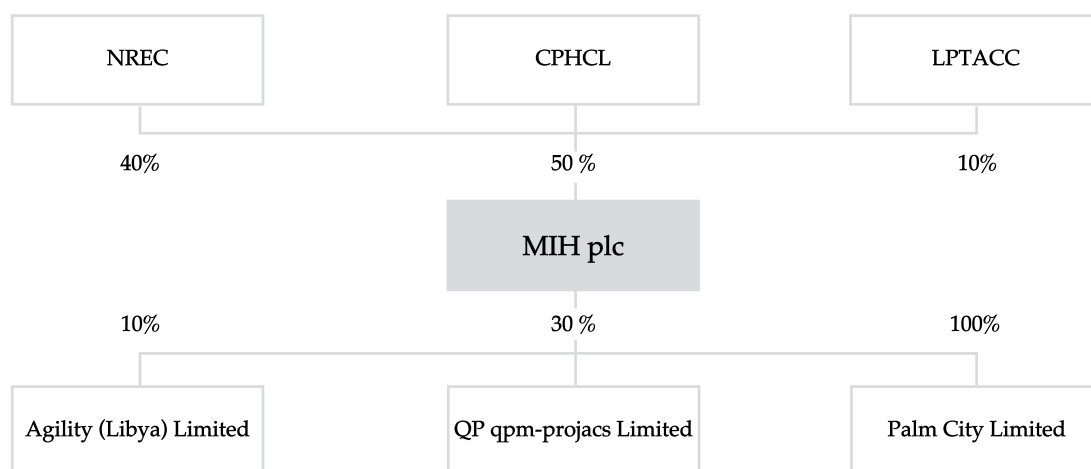 NREC
CPHCL
LPTACC
40%
50 %
10%
MIH plc
10%
30 %
100%
Agility (Libya) Limited
QP qpm-projacs Limited
Palm City Limited